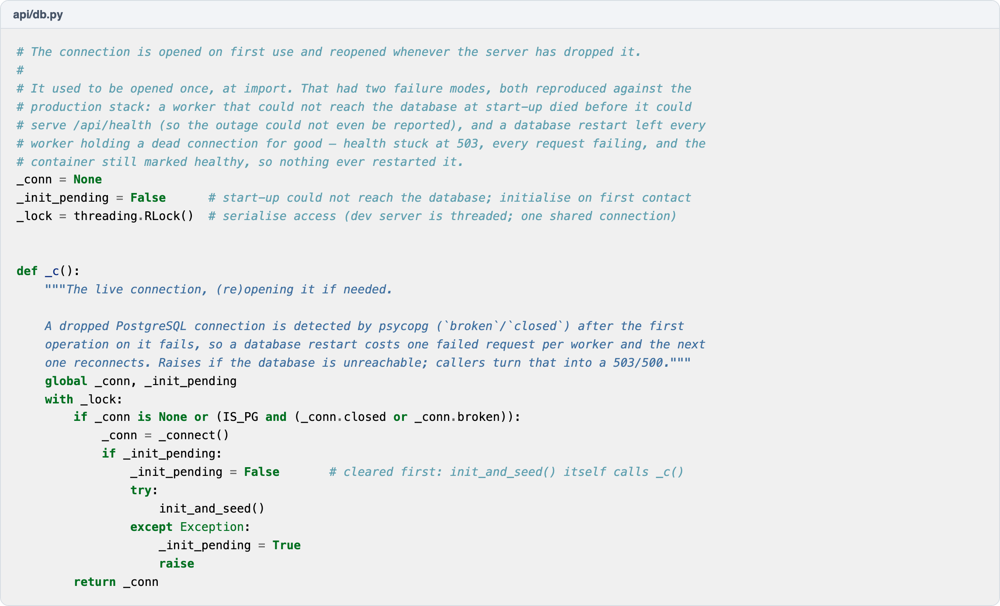 api/db.py
# The connection is opened on first use and reopened whenever the server has dropped it.
#
# It used to be opened once, at import. That had two failure modes, both reproduced against the
# production stack: a worker that could not reach the database at start-up died before it could
# serve /api/health (so the outage could not even be reported), and a database restart left every
# worker holding a dead connection for good — health stuck at 503, every request failing, and the
# container still marked healthy, so nothing ever restarted it.
_conn = None
_init_pending = False      # start-up could not reach the database; initialise on first contact
_lock = threading.RLock()  # serialise access (dev server is threaded; one shared connection)
def _c():
    """The live connection, (re)opening it if needed.
    A dropped PostgreSQL connection is detected by psycopg (`broken`/`closed`) after the first
    operation on it fails, so a database restart costs one failed request per worker and the next
    one reconnects. Raises if the database is unreachable; callers turn that into a 503/500."""
    global _conn, _init_pending
    with _lock:
        if _conn is None or (IS_PG and (_conn.closed or _conn.broken)):
            _conn = _connect()
            if _init_pending:
                _init_pending = False       # cleared first: init_and_seed() itself calls _c()
                try:
                    init_and_seed()
                except Exception:
                    _init_pending = True
                    raise
        return _conn